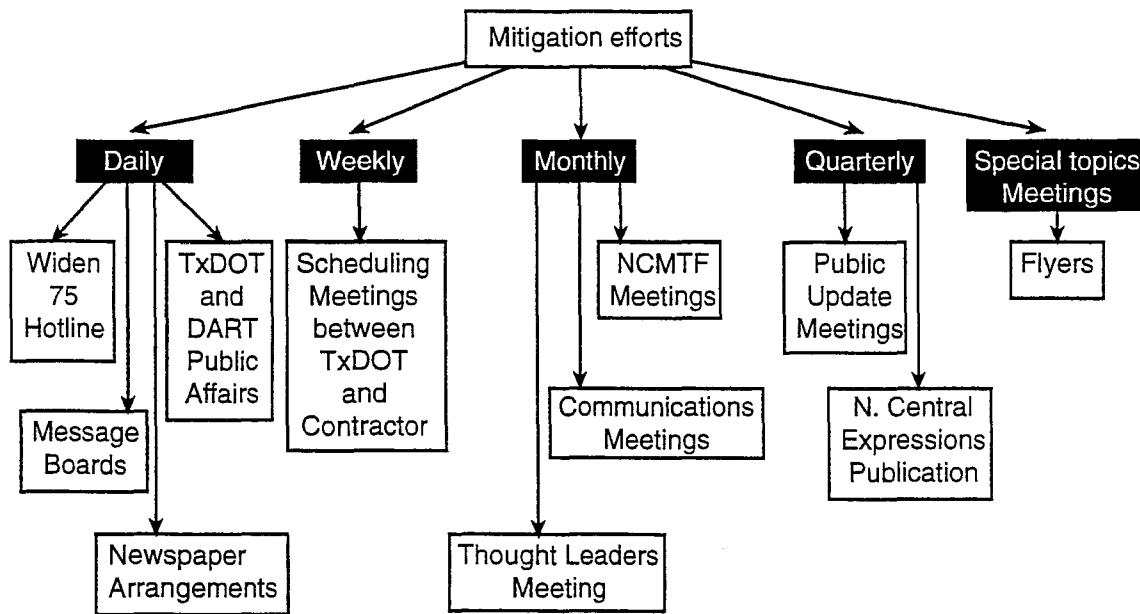 Mitigation efforts
Daily
Weekly
Monthly
Quarterly
Special topics
Meetings
Widen
75
Hotline
TxDOT
and
DART
Public
Affairs
Scheduling
Meetings
between
TxDOT
and
Contractor
NCMTF
Meetings
Public
Update
Meetings
Flyers
Message
Boards
Communications
Meetings
N. Central
Expressions
Publication
Newspaper
Arrangements
Thought Leaders
Meeting